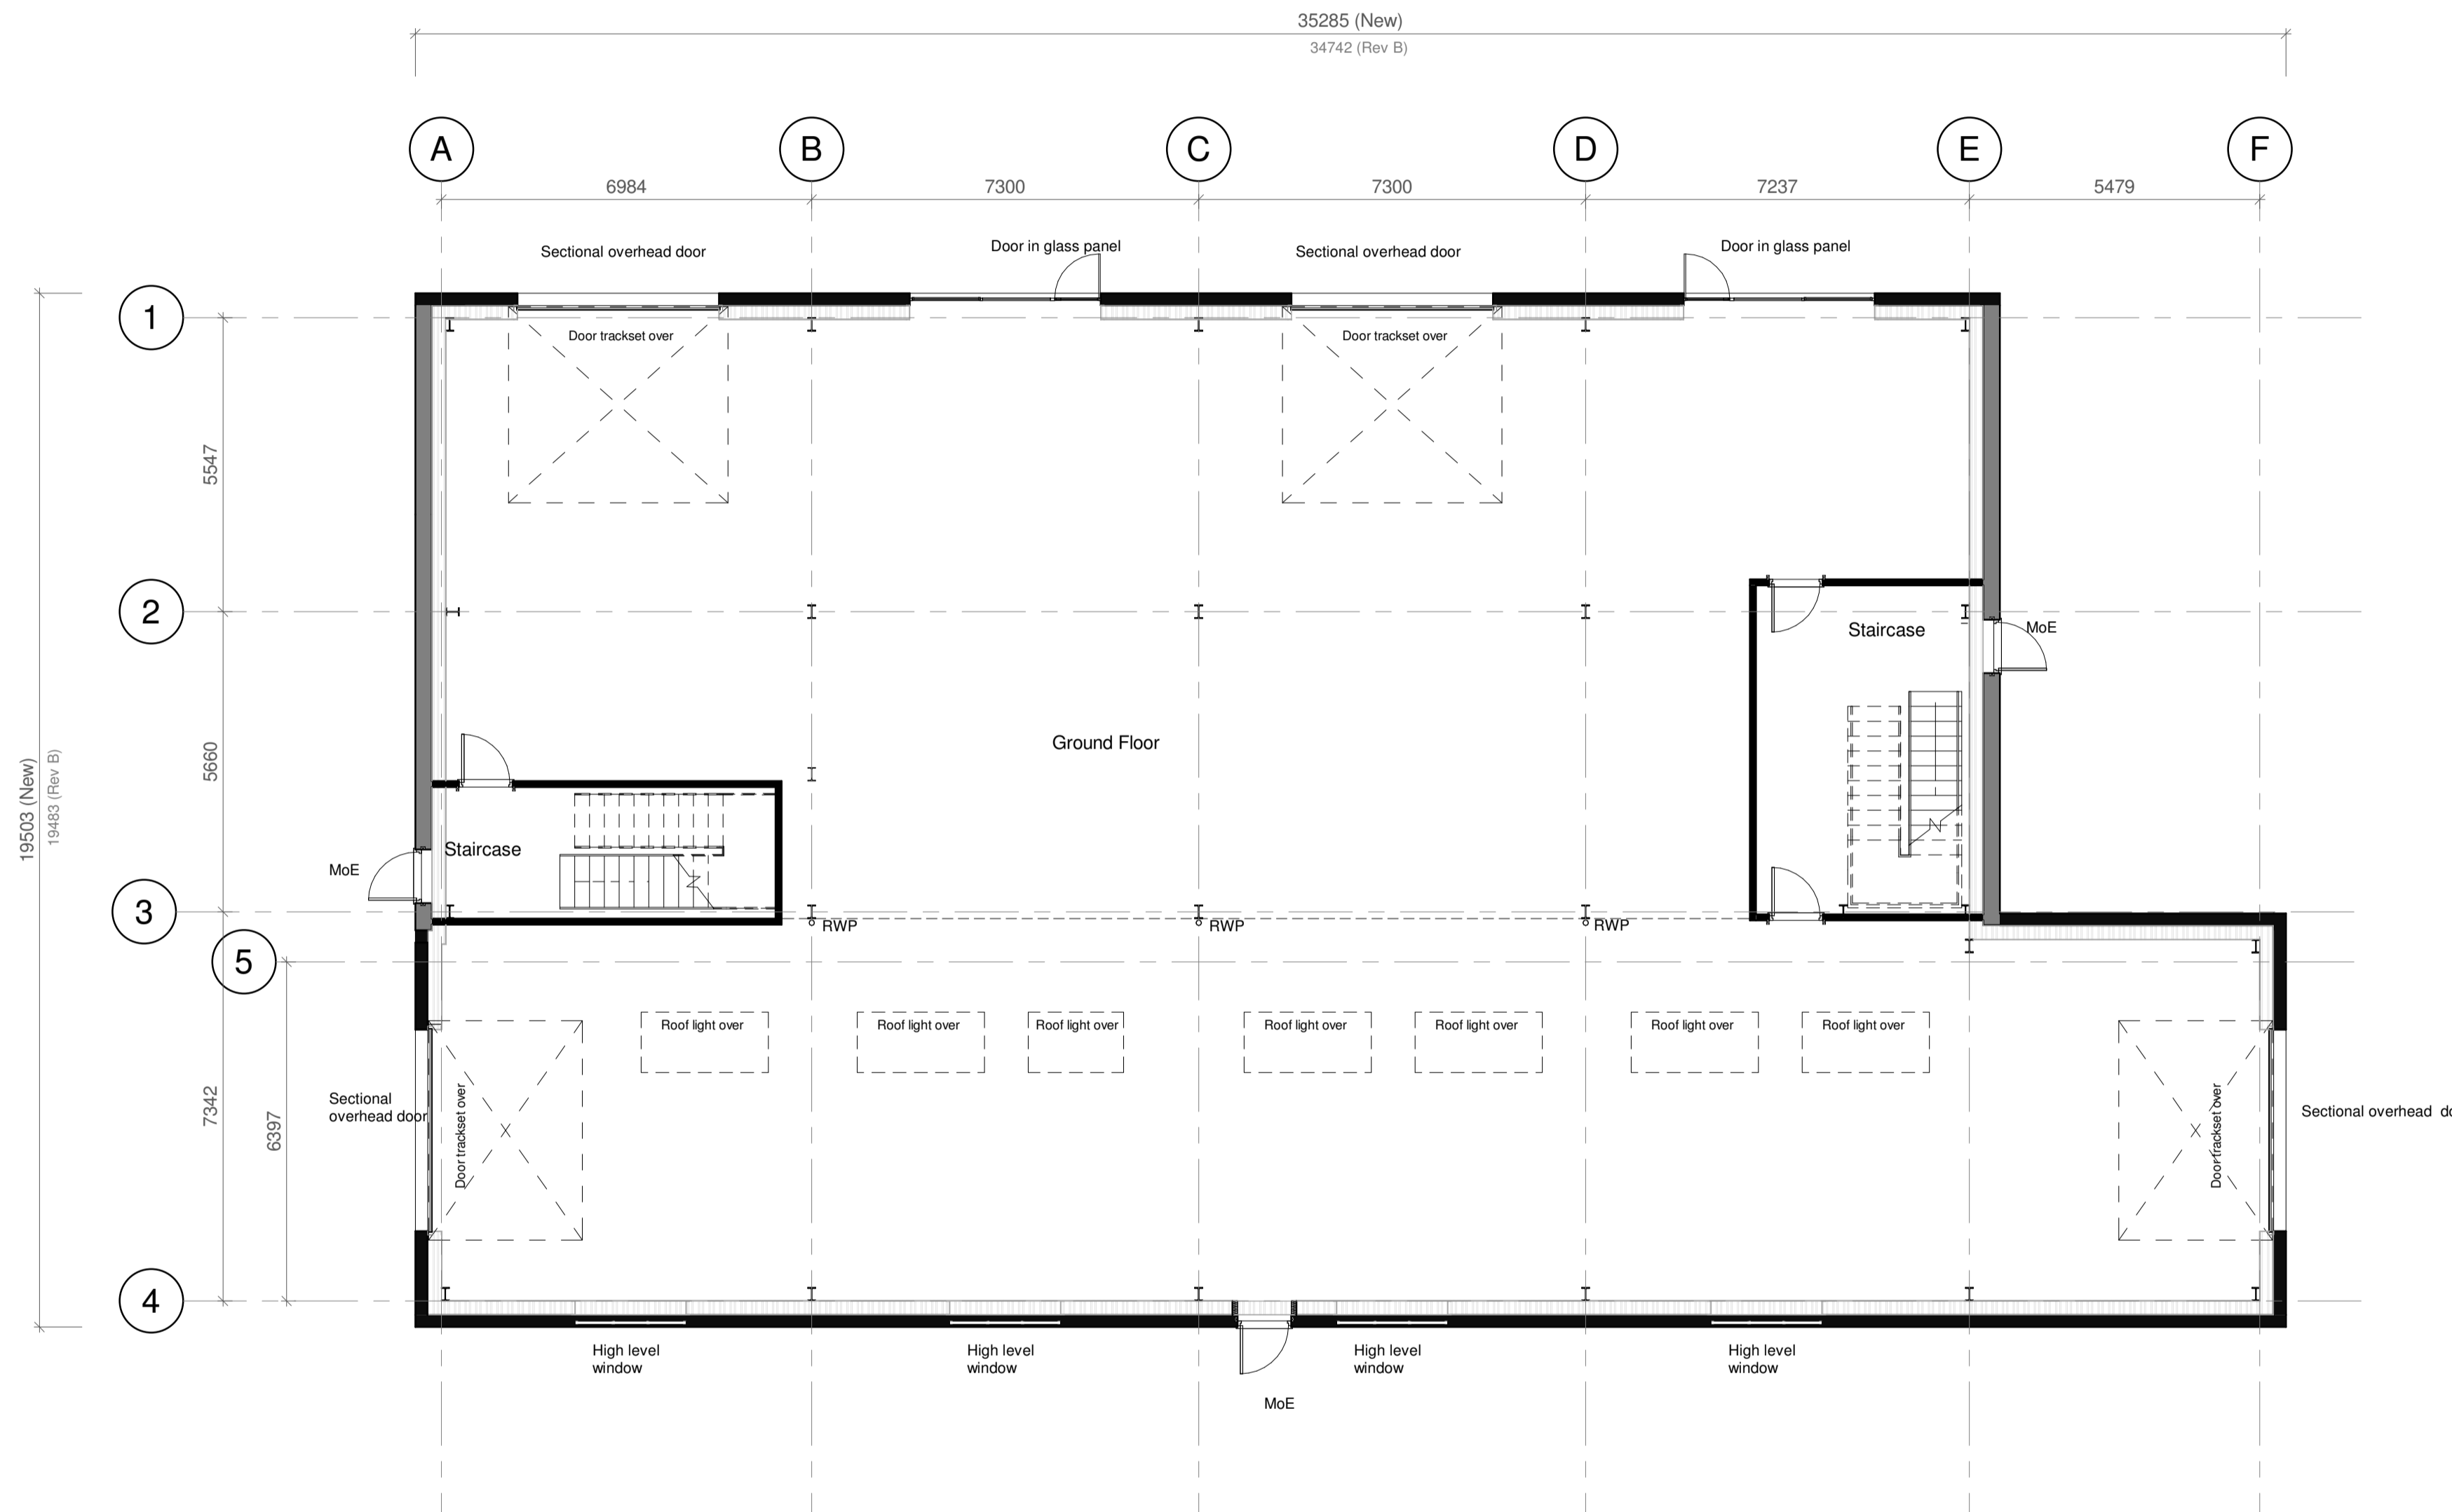 35285 (New)
34742 (Rev B)
A
B
C
D
E
F
6984
7300
7300
7237
5479
Sectional overhead door
Door in glass panel
Sectional overhead door
Door in glass panel
1
Door trackset over
Door trackset over
5547
2
Staircase
MoE
5660
Ground Floor
19503 (New)
19483 (Rev B)
Staircase
MoE
3
RWP
RWP
RWP
5
Roof light over
Roof light over
Roof light over
Roof light over
Roof light over
Roof light over
Roof light over
7342
6397
Sectional
overhead door
Door trackset over
Door trackset over
Sectional overhead do
4
High level
window
High level
window
High level
window
High level
window
MoE